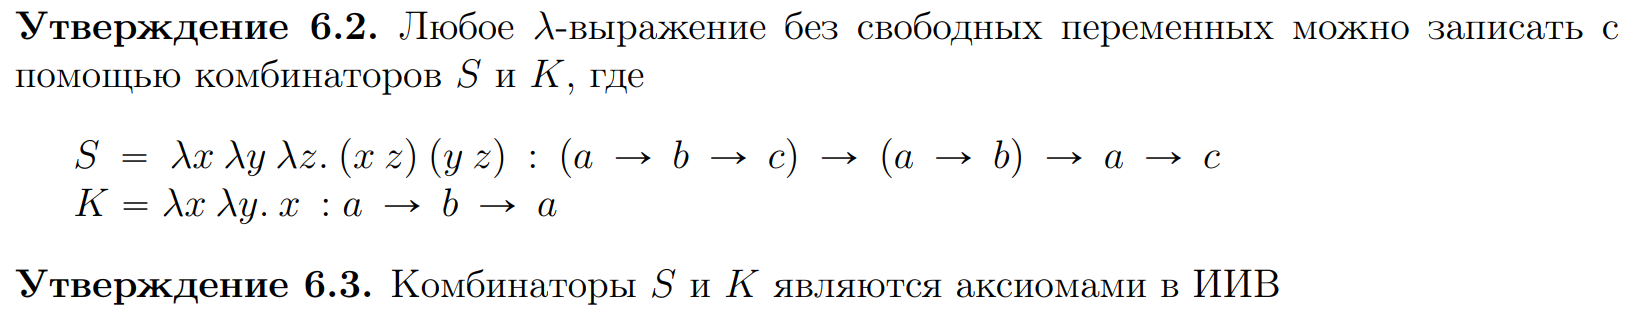 Утверждение 6.2. Любое λ-выражение без свободных переменных можно записать с
помощью комбинаторов S и K, где
S = λx λy λz. (x z) (y z) : (a → b → c) → (a → b) → a → c
K = λx λy. x : a → b → a
Утверждение 6.3. Комбинаторы S и K являются аксиомами в ИИВ